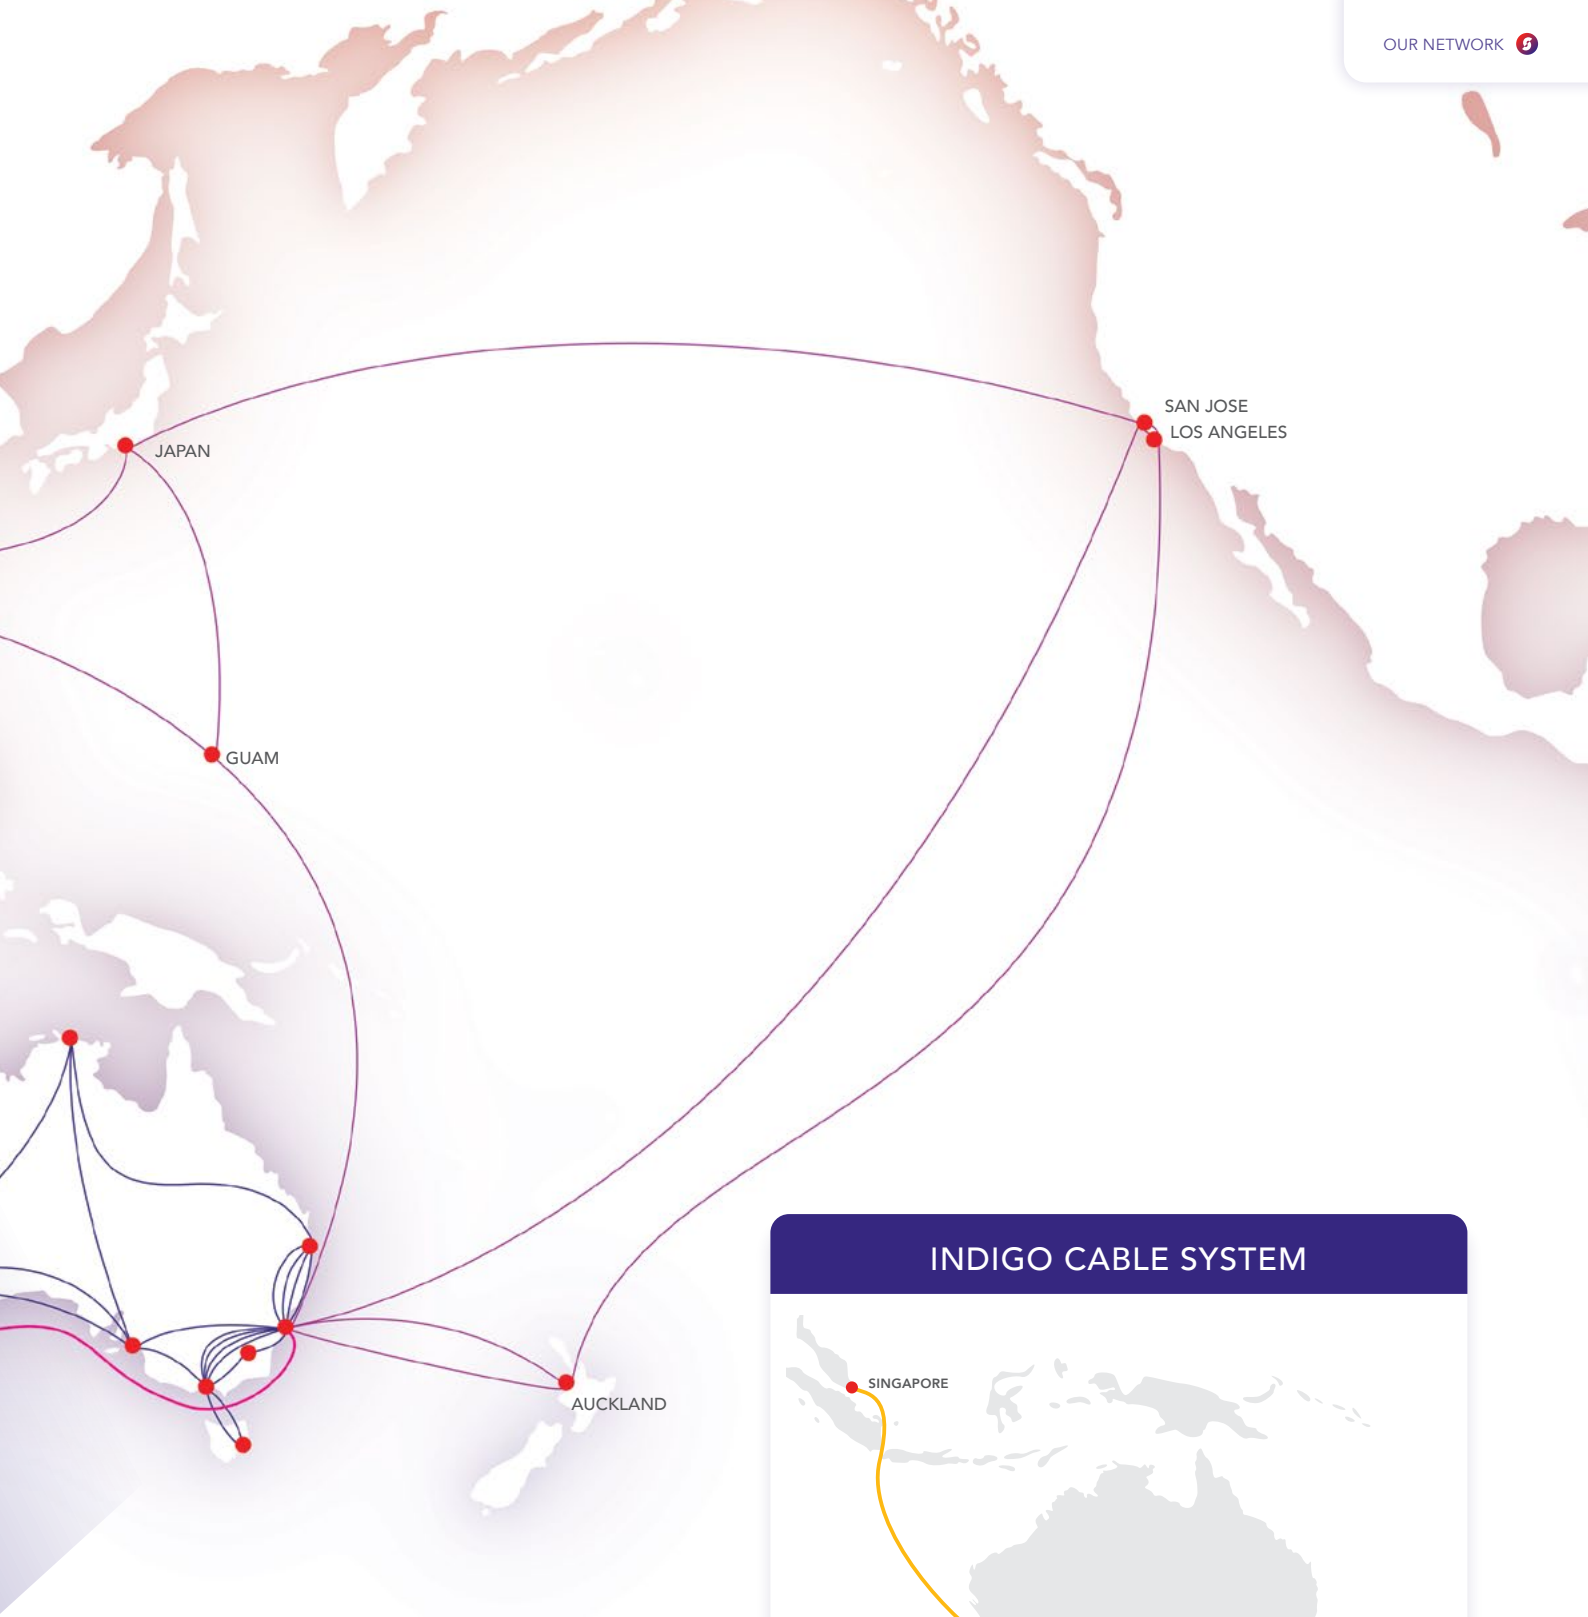 OUR NETWORK
SAN JOSE
LOS ANGELES
JAPAN
GUAM
AUCKLAND
INDIGO CABLE SYSTEM
SINGAPORE